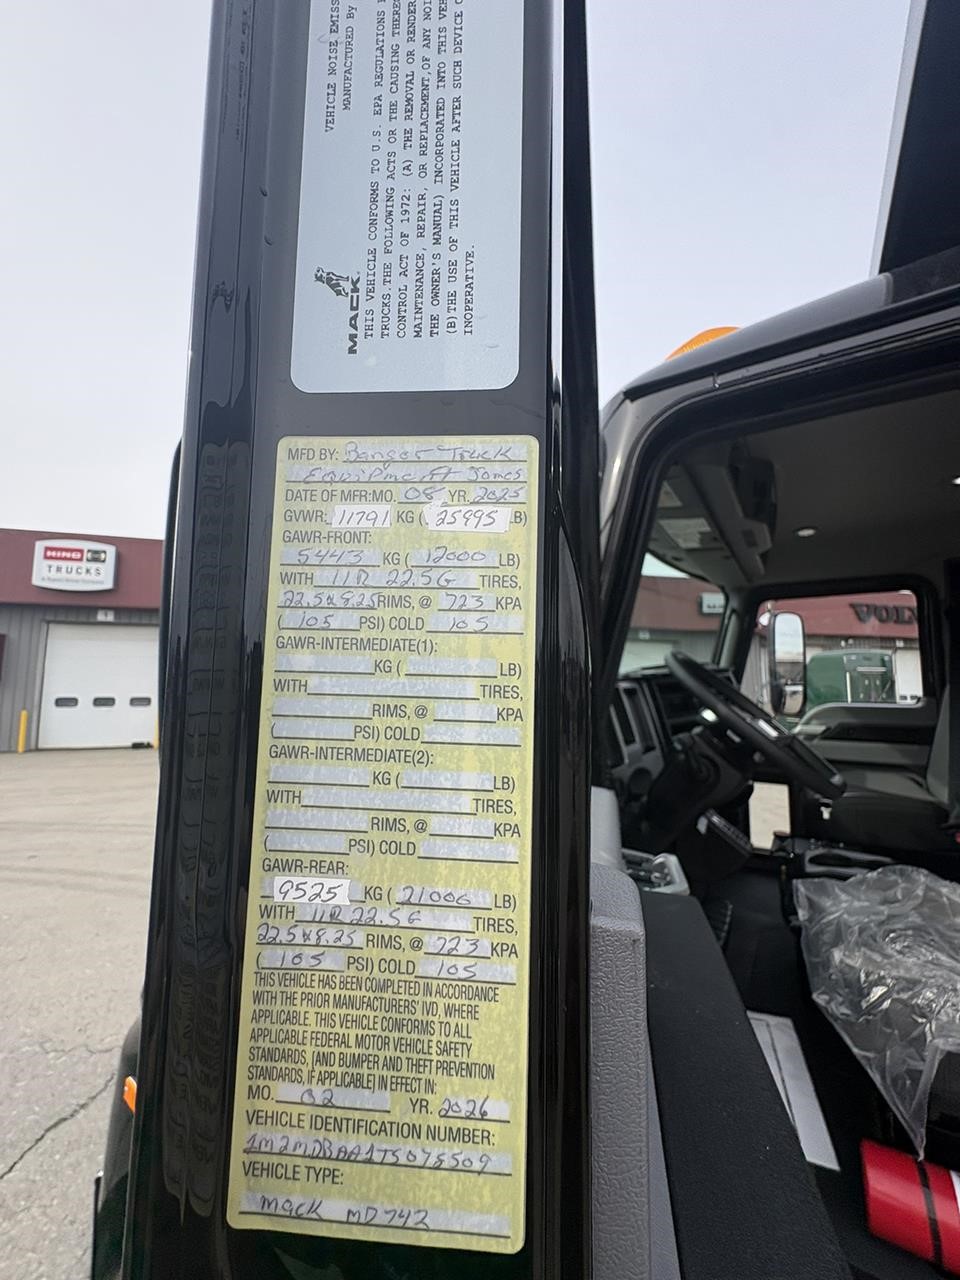 VEHICLE NOISE EMISS
MANUFACTURED BY
THIS VEHICLE CONFORMS TO U.S. EPA REGULATIONS
TRUCKS. THE FOLLOWING ACTS OR THE CAUSING THERE
CONTROL ACT OF 1972: (A) THE REMOVAL OR RENDER
MAINTENANCE, REPAIR, OR REPLACEMENT, OF ANY NOI
THE OWNER'S MANUAL) INCORPORATED INTO THIS VEH
(B) THE USE OF THIS VEHICLE AFTER SUCH DEVICE O
INOPERATIVE.
MACK
MFD BY: Bangor Truck
Equipment
DATE OF MFR:MO. 08 YR. 2025
GVWR: 11791 KG (25995 LB)
GAWR-FRONT:
5443 KG (12000 LB)
WITH 11R 22.5G TIRES,
22.5x8.25 RIMS, @ 723 KPA
(105 PSI) COLD 105
GAWR-INTERMEDIATE(1):
KG ( LB)
WITH TIRES,
RIMS, @ KPA
( PSI) COLD
GAWR-INTERMEDIATE(2):
KG ( LB)
WITH TIRES,
RIMS, @ KPA
( PSI) COLD
GAWR-REAR:
9525 KG (21000 LB)
WITH 11R 22.5G TIRES,
22.5x8.25 RIMS, @ 723 KPA
(105 PSI) COLD 105
THIS VEHICLE HAS BEEN COMPLETED IN ACCORDANCE
WITH THE PRIOR MANUFACTURERS' IVD, WHERE
APPLICABLE. THIS VEHICLE CONFORMS TO ALL
APPLICABLE FEDERAL MOTOR VEHICLE SAFETY
STANDARDS, [AND BUMPER AND THEFT PREVENTION
STANDARDS, IF APPLICABLE] IN EFFECT IN:
MO. 02 YR. 2026
VEHICLE IDENTIFICATION NUMBER:
1M2MDBAA1TS075509
VEHICLE TYPE:
Mack MD742
HINO
TRUCKS
VOLV